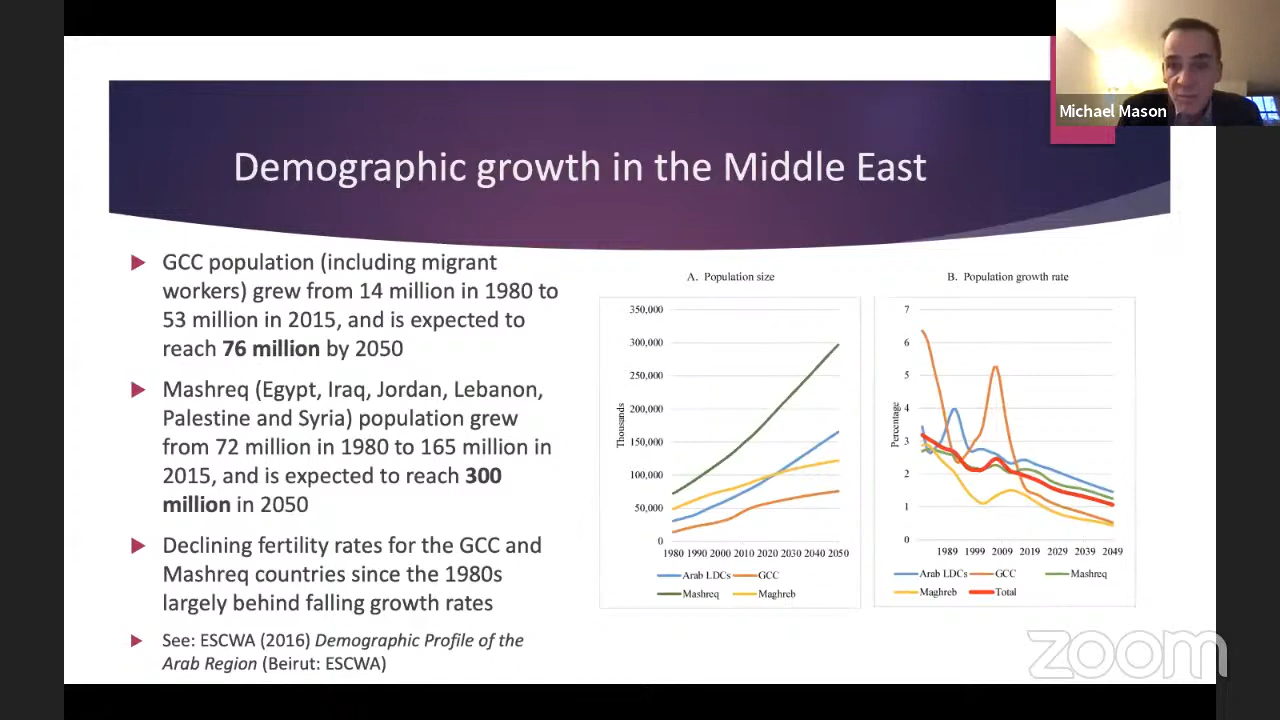 Michael Mason
Demographic growth in the Middle East
GCC population (including migrant
workers) grew from 14 million in 1980 to
53 million in 2015, and is expected to
reach 76 million by 2050
Mashreq (Egypt, Iraq, Jordan, Lebanon,
Palestine and Syria) population grew
from 72 million in 1980 to 165 million in
2015, and is expected to reach 300
million in 2050
Declining fertility rates for the GCC and
Mashreq countries since the 1980s
largely behind falling growth rates
See: ESCWA (2016) Demographic Profile of the
Arab Region (Beirut: ESCWA)
A. Population size
350,000
300,000
250,000
200,000
150,000
100,000
50,000
0
Thousands
1980 1990 2000 2010 2020 2030 2040 2050
Arab LDCs GCC
Mashreq Maghreb
B. Population growth rate
7
6
5
4
3
2
1
0
Percentage
1989 1999 2009 2019 2029 2039 2049
Arab LDCs GCC Mashreq
Maghreb Total
zoom